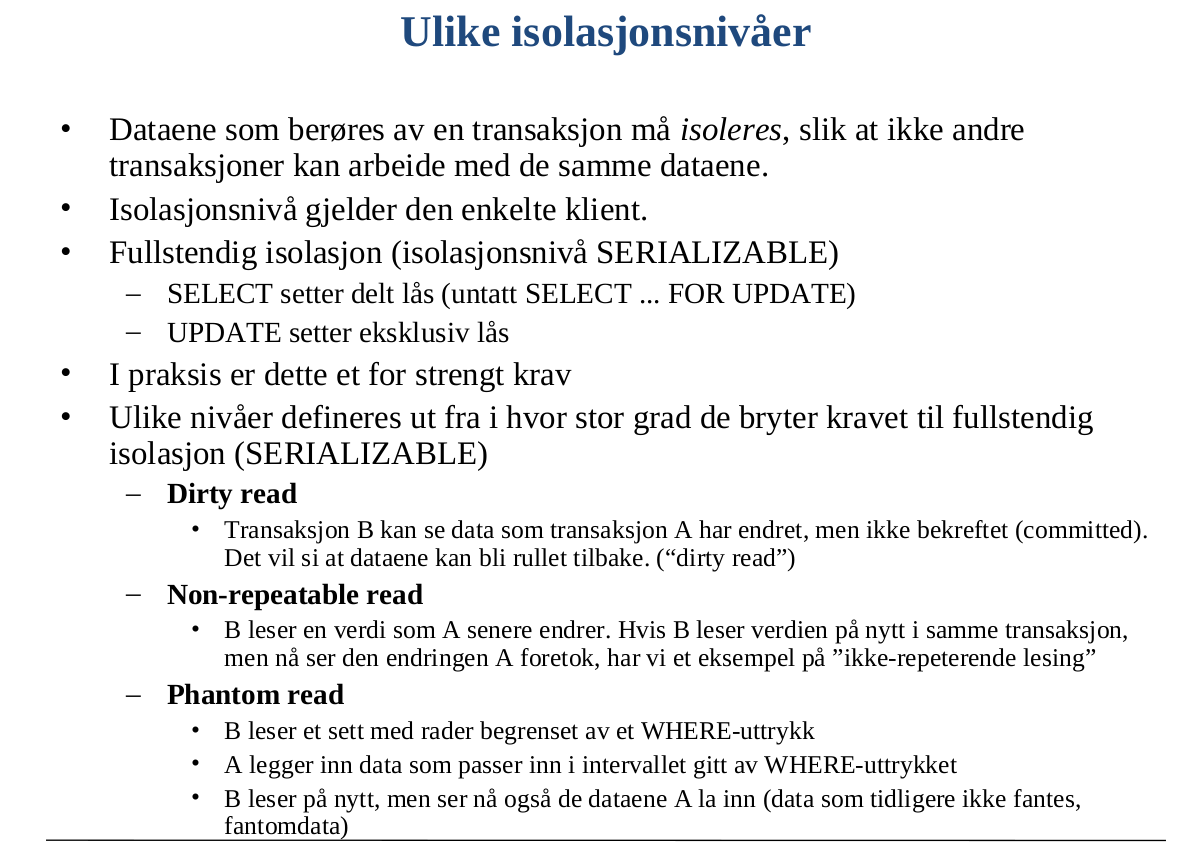 Ulike isolasjonsnivåer
• Dataene som berøres av en transaksjon må isoleres, slik at ikke andre
transaksjoner kan arbeide med de samme dataene.
• Isolasjonsnivå gjelder den enkelte klient.
• Fullstendig isolasjon (isolasjonsnivå SERIALIZABLE)
– SELECT setter delt lås (untatt SELECT ... FOR UPDATE)
– UPDATE setter eksklusiv lås
• I praksis er dette et for strengt krav
• Ulike nivåer defineres ut fra i hvor stor grad de bryter kravet til fullstendig
isolasjon (SERIALIZABLE)
– Dirty read
• Transaksjon B kan se data som transaksjon A har endret, men ikke bekreftet (committed).
Det vil si at dataene kan bli rullet tilbake. (“dirty read”)
– Non-repeatable read
• B leser en verdi som A senere endrer. Hvis B leser verdien på nytt i samme transaksjon,
men nå ser den endringen A foretok, har vi et eksempel på ”ikke-repeterende lesing”
– Phantom read
• B leser et sett med rader begrenset av et WHERE-uttrykk
• A legger inn data som passer inn i intervallet gitt av WHERE-uttrykket
• B leser på nytt, men ser nå også de dataene A la inn (data som tidligere ikke fantes,
fantomdata)